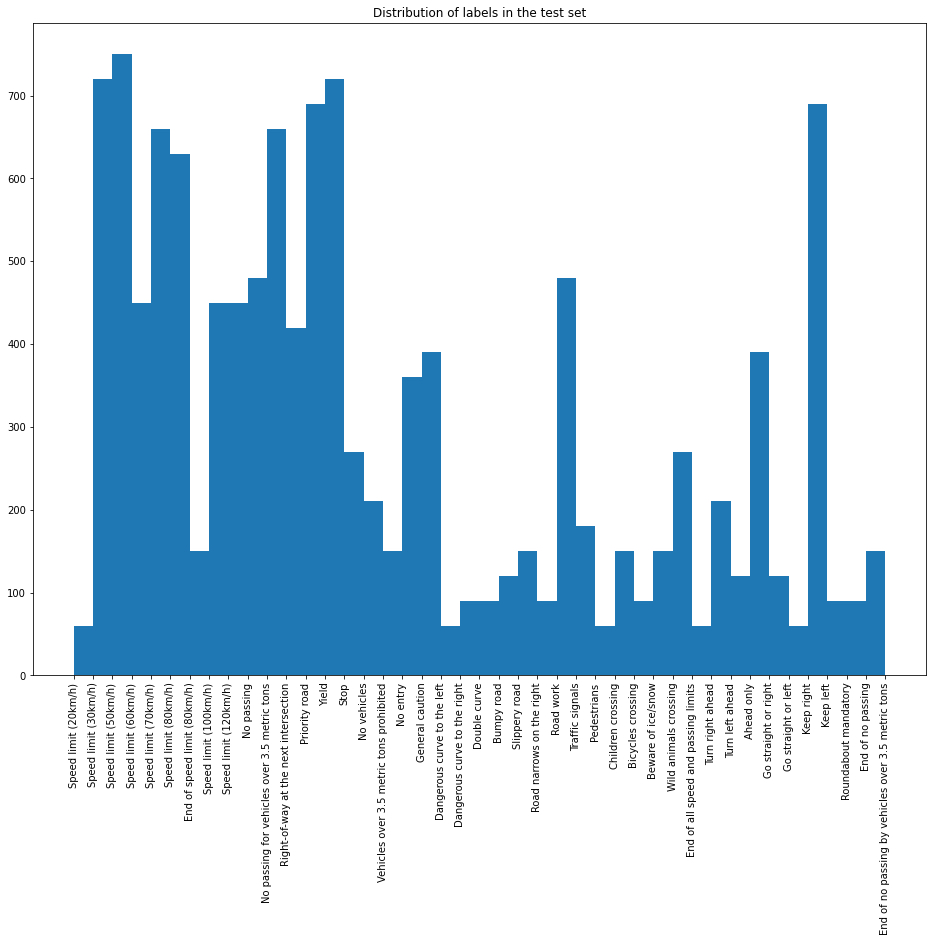 Distribution of labels in the test set
700
600
500
400
300
200
100
0
Speed limit (20km/h)
Speed limit (30km/h)
Speed limit (50km/h)
Speed limit (60km/h)
Speed limit (70km/h)
Speed limit (80km/h)
End of speed limit (80km/h)
Speed limit (100km/h)
Speed limit (120km/h)
No passing
No passing for vehicles over 3.5 metric tons
Right-of-way at the next intersection
Priority road
Yield
Stop
No vehicles
Vehicles over 3.5 metric tons prohibited
No entry
General caution
Dangerous curve to the left
Dangerous curve to the right
Double curve
Bumpy road
Slippery road
Road narrows on the right
Road work
Traffic signals
Pedestrians
Children crossing
Bicycles crossing
Beware of ice/snow
Wild animals crossing
End of all speed and passing limits
Turn right ahead
Turn left ahead
Ahead only
Go straight or right
Go straight or left
Keep right
Keep left
Roundabout mandatory
End of no passing
End of no passing by vehicles over 3.5 metric tons